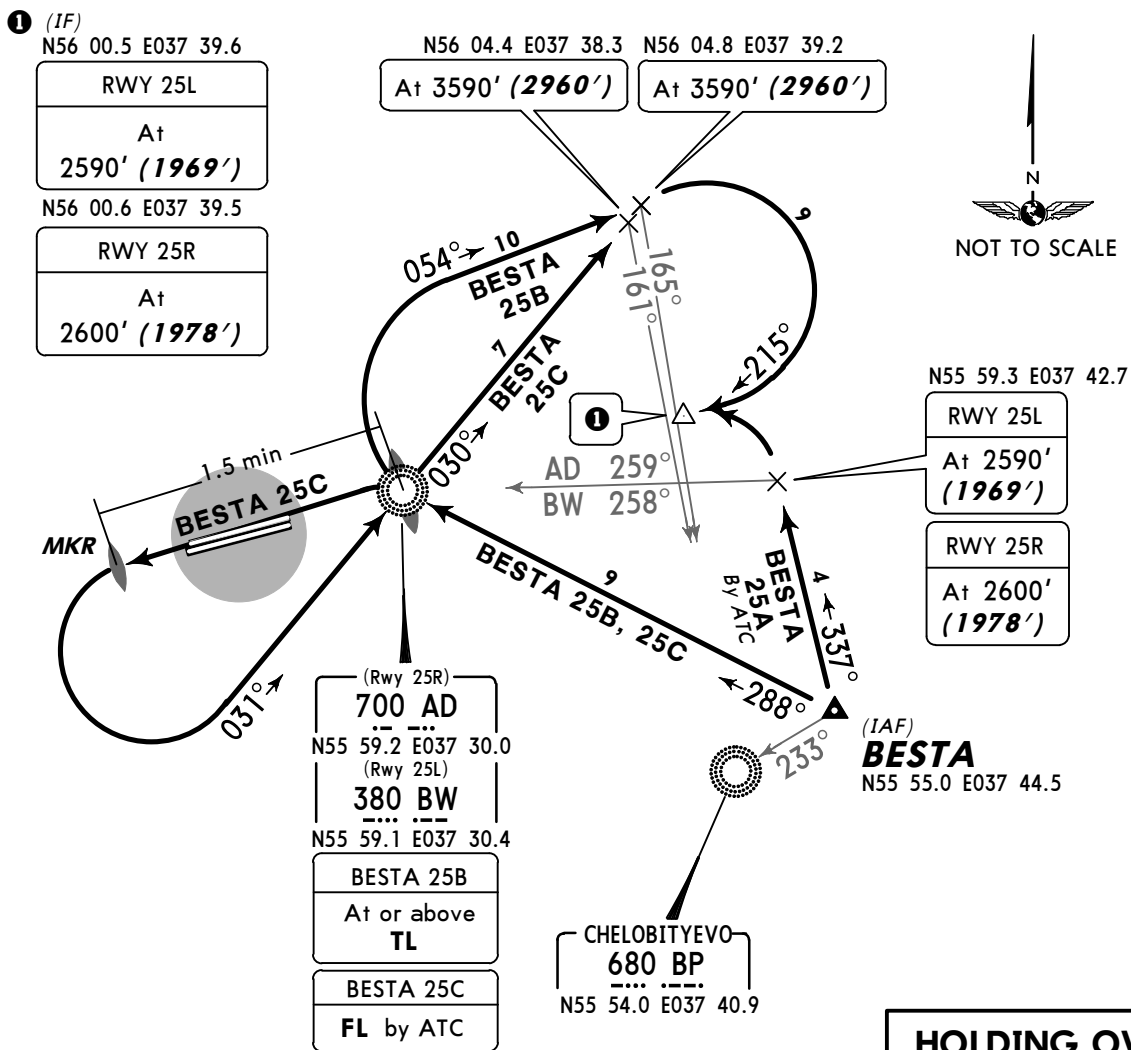 ❶ (IF)
N56 00.5 E037 39.6
RWY 25L
At
2590' (1969')
N56 00.6 E037 39.5
RWY 25R
At
2600' (1978')
N56 04.4 E037 38.3
At 3590' (2960')
N56 04.8 E037 39.2
At 3590' (2960')
N
NOT TO SCALE
054° 10
BESTA
25B
9
165°
161°
7
BESTA
25C
030°
215°
❶
N55 59.3 E037 42.7
RWY 25L
At 2590'
(1969')
RWY 25R
At 2600'
(1978')
AD 259°
BW 258°
1.5 min
BESTA 25C
MKR
031°
9
BESTA 25B, 25C
288°
4
BESTA
25A
By ATC
337°
(IAF)
BESTA
N55 55.0 E037 44.5
233°
(Rwy 25R)
700 AD
N55 59.2 E037 30.0
(Rwy 25L)
380 BW
N55 59.1 E037 30.4
BESTA 25B
At or above
TL
BESTA 25C
FL by ATC
CHELOBITYEVO
680 BP
N55 54.0 E037 40.9
HOLDING OV